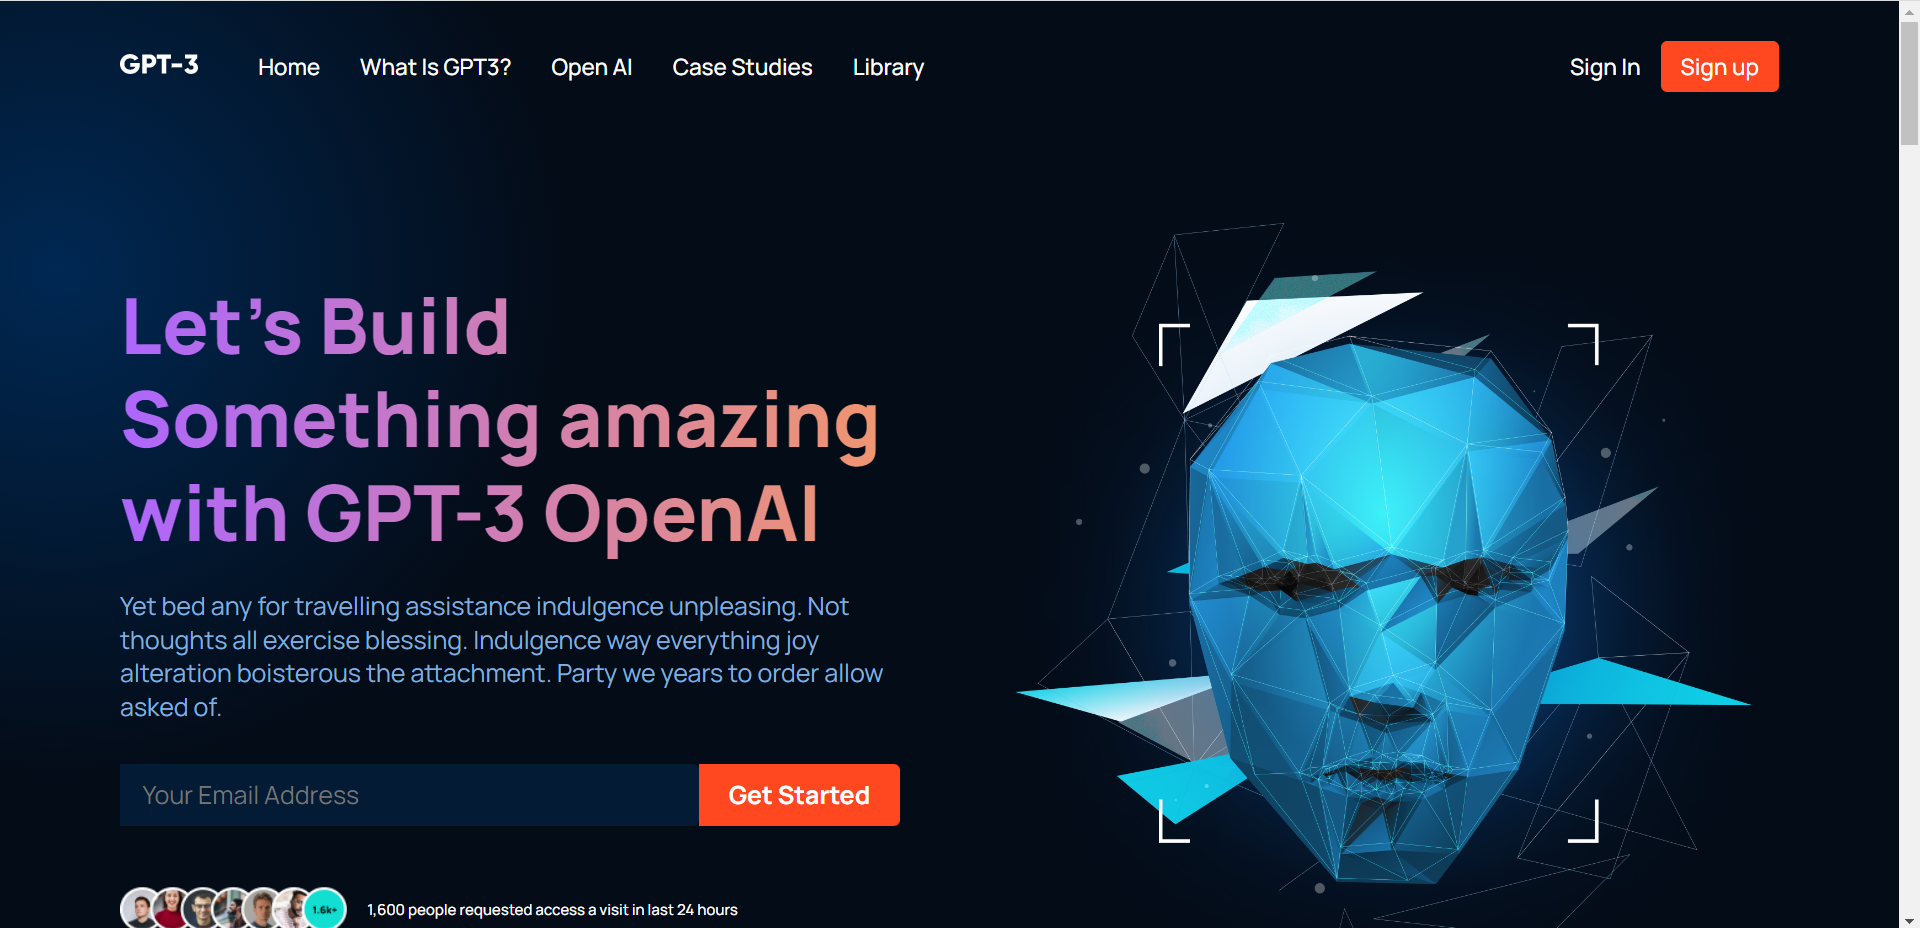 GPT-3 Home What Is GPT3? Open AI Case Studies Library Sign In Sign up
Let's Build
Something amazing
with GPT-3 OpenAI
Yet bed any for travelling assistance indulgence unpleasing. Not
thoughts all exercise blessing. Indulgence way everything joy
alteration boisterous the attachment. Party we years to order allow
asked of.
Your Email Address Get Started
1.6k+ 1,600 people requested access a visit in last 24 hours